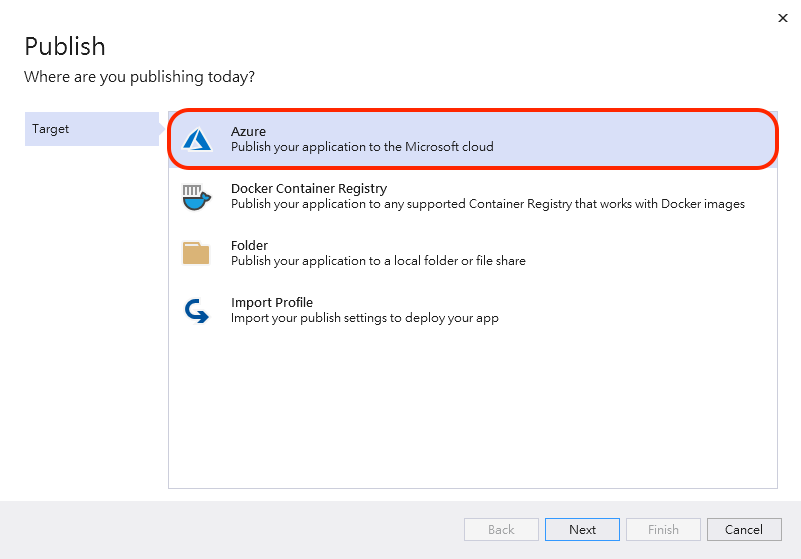 Publish
Where are you publishing today?
Target
Azure
Publish your application to the Microsoft cloud
Docker Container Registry
Publish your application to any supported Container Registry that works with Docker images
Folder
Publish your application to a local folder or file share
Import Profile
Import your publish settings to deploy your app
Back
Next
Finish
Cancel